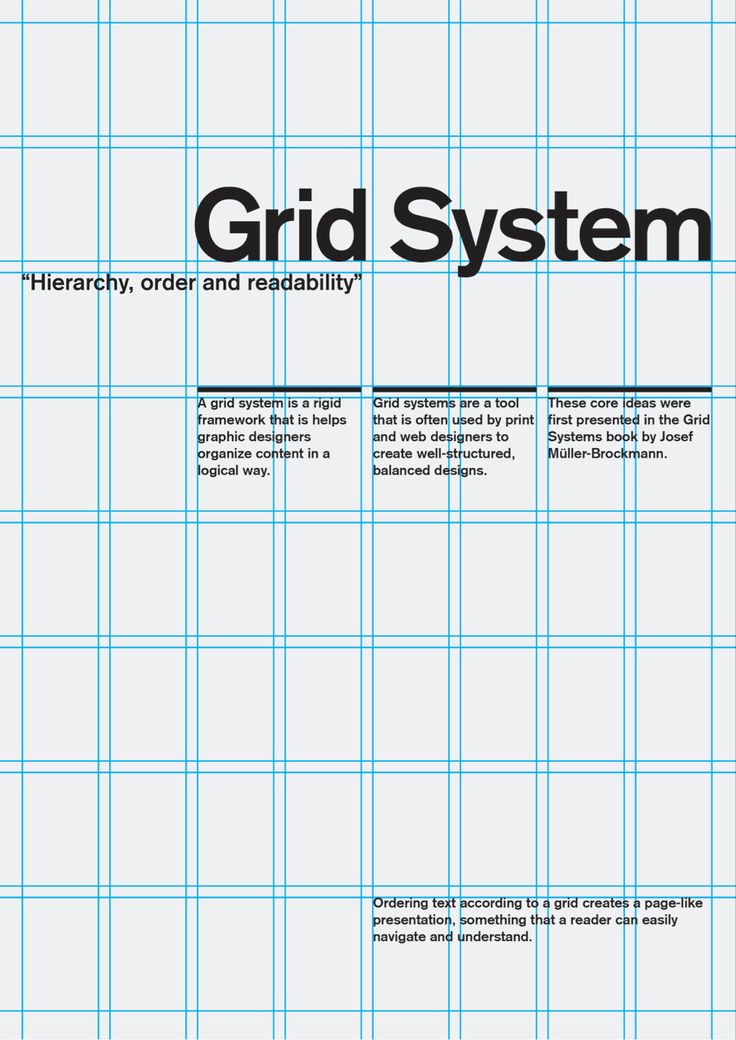 Grid System
“Hierarchy, order and readability”
A grid system is a rigid
framework that is helps
graphic designers
organize content in a
logical way.
Grid systems are a tool
that is often used by print
and web designers to
create well-structured,
balanced designs.
These core ideas were
first presented in the Grid
Systems book by Josef
Müller-Brockmann.
Ordering text according to a grid creates a page-like
presentation, something that a reader can easily
navigate and understand.